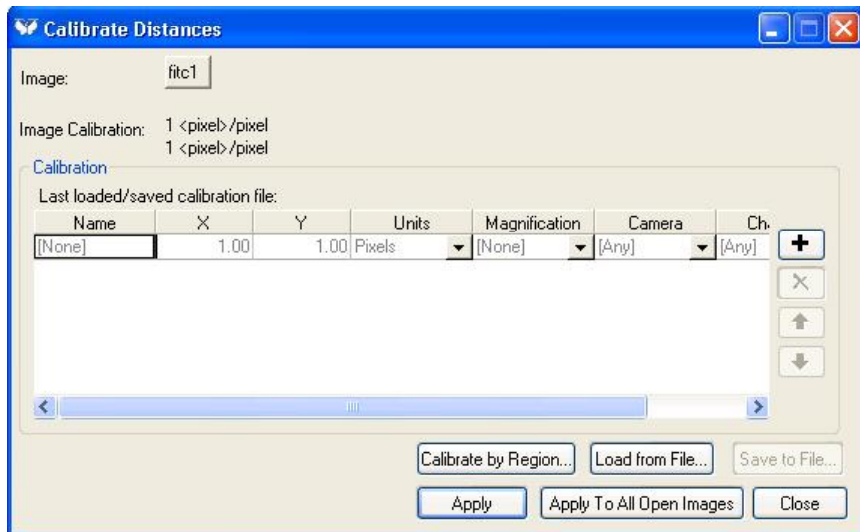 Calibrate Distances
Image: fitc1
Image Calibration: 1 <pixel>/pixel
1 <pixel>/pixel
Calibration
Last loaded/saved calibration file:
Name X Y Units Magnification Camera Ch
[None] 1.00 1.00 Pixels [None] [Any] [Any]
Calibrate by Region... Load from File... Save to File...
Apply Apply To All Open Images Close